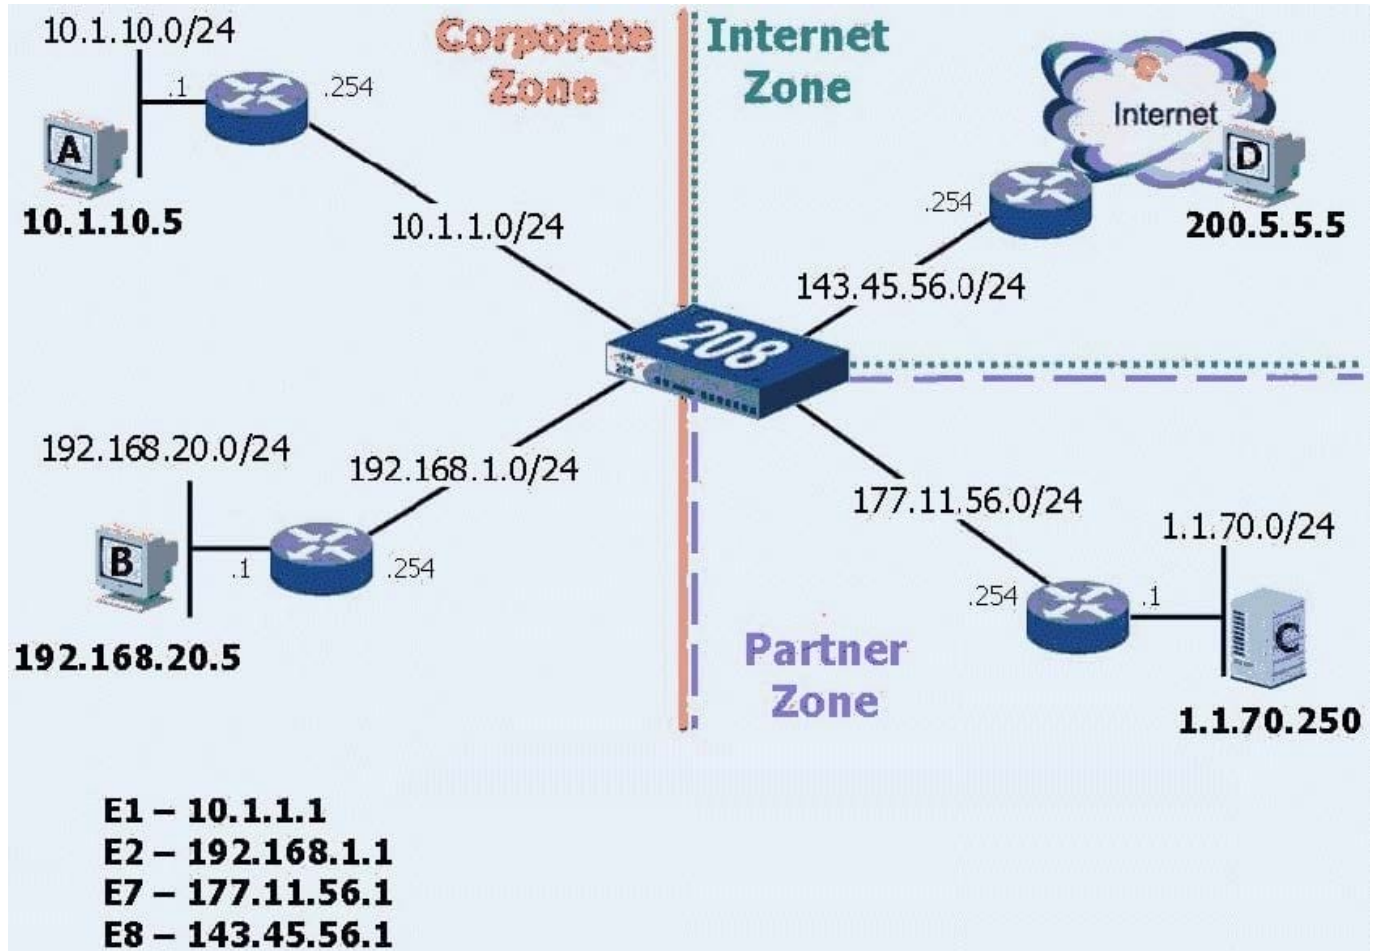 10.1.10.0/24
Corporate
Zone
Internet
Zone
.1
.254
Internet
A
D
10.1.10.5
.254
200.5.5.5
10.1.1.0/24
143.45.56.0/24
208
208
192.168.20.0/24
192.168.1.0/24
177.11.56.0/24
1.1.70.0/24
B
.1
.254
.254
.1
C
192.168.20.5
Partner
Zone
1.1.70.250
E1 – 10.1.1.1
E2 – 192.168.1.1
E7 – 177.11.56.1
E8 – 143.45.56.1